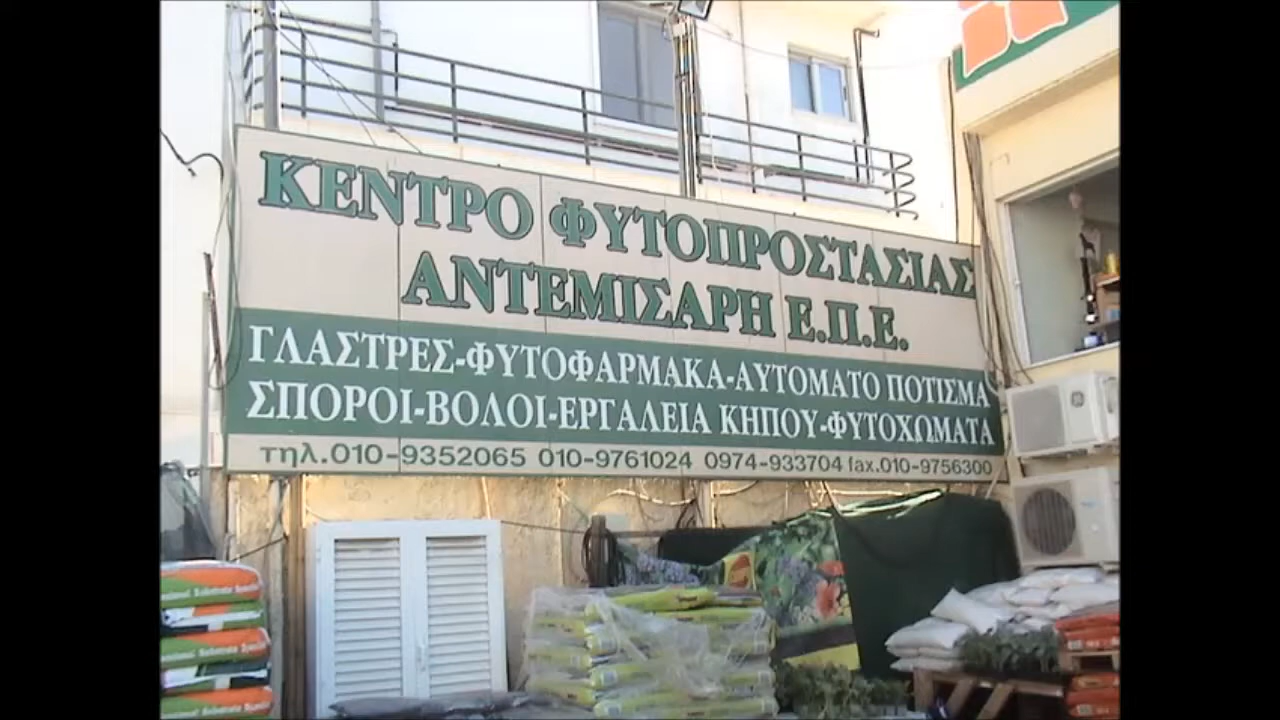 ΚΕΝΤΡΟ ΦΥΤΟΠΡΟΣΤΑΣΙΑΣ
ΑΝΤΕΜΙΣΑΡΗ Ε.Π.Ε.
ΓΛΑΣΤΡΕΣ-ΦΥΤΟΦΑΡΜΑΚΑ-ΑΥΤΟΜΑΤΟ ΠΟΤΙΣΜΑ
ΣΠΟΡΟΙ-ΒΟΛΟΙ-ΕΡΓΑΛΕΙΑ ΚΗΠΟΥ-ΦΥΤΟΧΩΜΑΤΑ
τηλ.010-9352065 010-9761024 0974-933704 fax.010-9756300